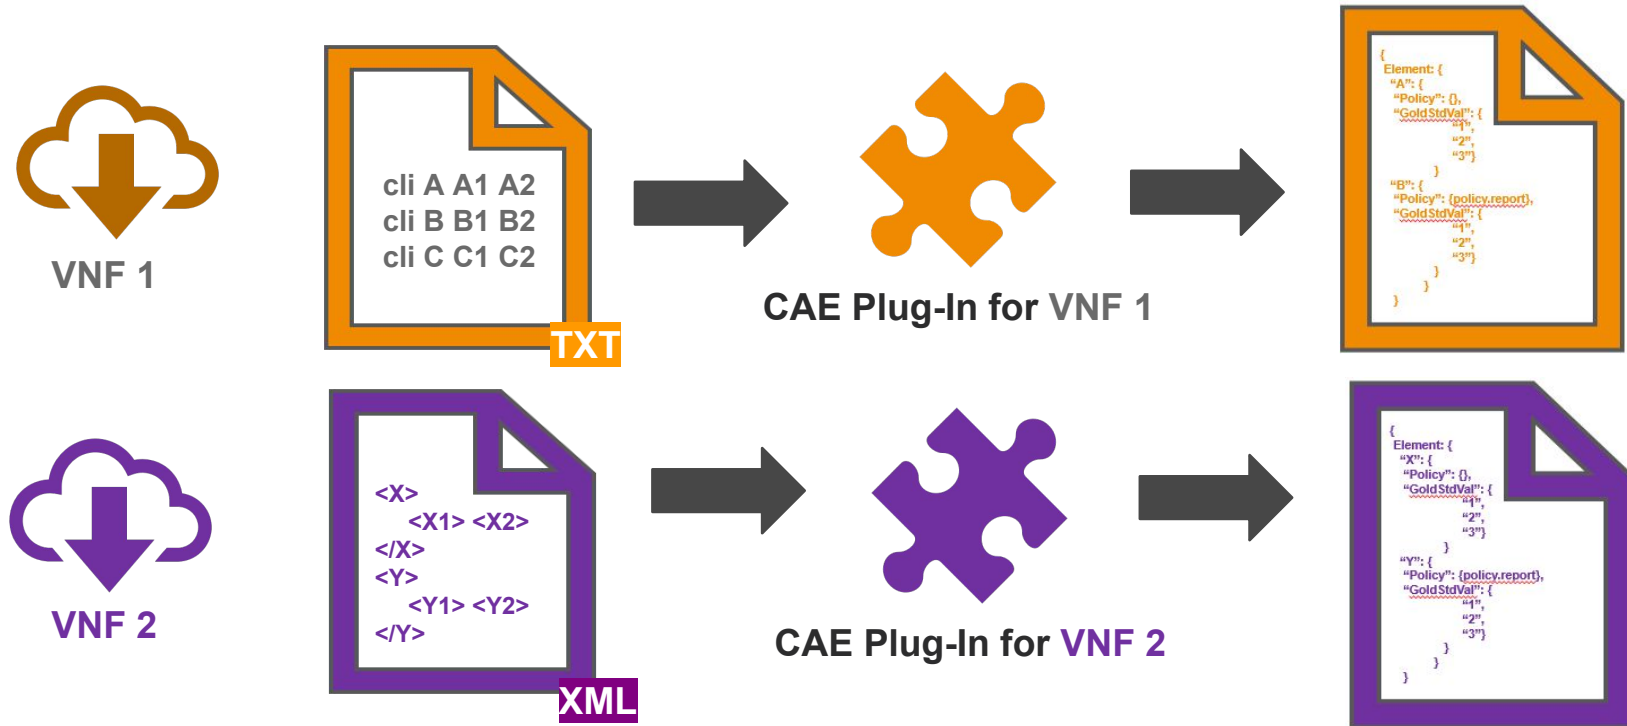 VNF 1
cli A A1 A2
cli B B1 B2
cli C C1 C2
TXT
CAE Plug-In for VNF 1
{
Element: {
“A”: {
“Policy”: {},
“GoldStdVal”: {
“1”,
“2”,
“3”}
}
“B”: {
“Policy”: {policy.report},
“GoldStdVal”: {
“1”,
“2”,
“3”}
}
}
}
VNF 2
<X>
<X1> <X2>
</X>
<Y>
<Y1> <Y2>
</Y>
XML
CAE Plug-In for VNF 2
{
Element: {
“X”: {
“Policy”: {},
“GoldStdVal”: {
“1”,
“2”,
“3”}
}
“Y”: {
“Policy”: {policy.report},
“GoldStdVal”: {
“1”,
“2”,
“3”}
}
}
}